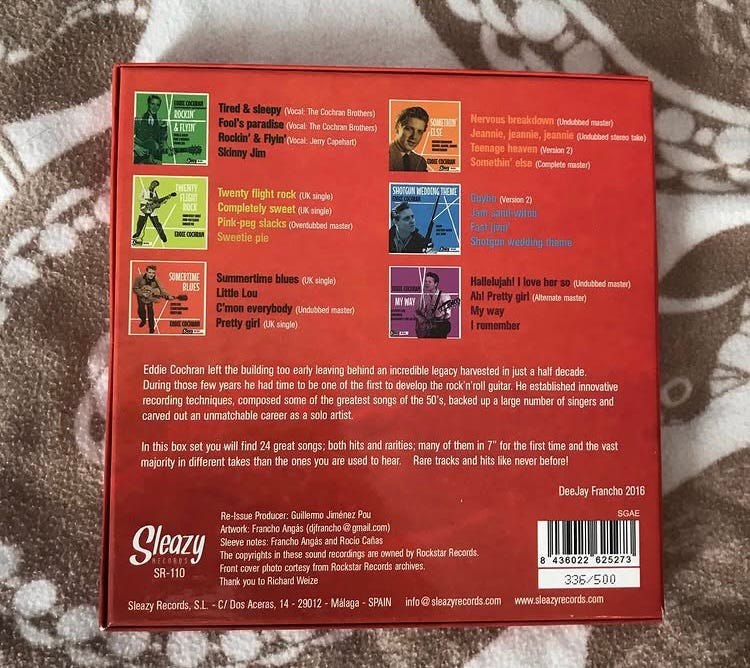 EDDIE COCHRAN
ROCKIN'
& FLYIN'
Tired & sleepy (Vocal: The Cochran Brothers)
Fool's paradise (Vocal: The Cochran Brothers)
Rockin' & Flyin' (Vocal: Jerry Capehart)
Skinny Jim
SOMETHIN'
ELSE
Nervous breakdown (Undubbed master)
Jeannie, jeannie, jeannie (Undubbed stereo take)
Teenage heaven (Version 2)
Somethin' else (Complete master)
TWENTY
FLIGHT
ROCK
EDDIE COCHRAN
Twenty flight rock (UK single)
Completely sweet (UK single)
Pink-peg slacks (Overdubbed master)
Sweetie pie
SHOTGUN WEDDING THEME
EDDIE COCHRAN
Guybo (Version 2)
Jam sand-witch
Fast jivin'
Shotgun wedding theme
SUMERTIME
BLUES
EDDIE COCHRAN
Summertime blues (UK single)
Little Lou
C'mon everybody (Undubbed master)
Pretty girl (UK single)
EDDIE COCHRAN
MY WAY
Hallelujah! I love her so (Undubbed master)
Ah! Pretty girl (Alternate master)
My way
I remember
Eddie Cochran left the building too early leaving behind an incredible legacy harvested in just a half decade.
During those few years he had time to be one of the first to develop the rock'n'roll guitar. He established innovative
recording techniques, composed some of the greatest songs of the 50's, backed up a large number of singers and
carved out an unmatchable career as a solo artist.
In this box set you will find 24 great songs; both hits and rarities; many of them in 7" for the first time and the vast
majority in different takes than the ones you are used to hear. Rare tracks and hits like never before!
DeeJay Francho 2016
Sleazy
RECORDS
SR-110
Re-Issue Producer: Guillermo Jiménez Pou
Artwork: Francho Angás (djfrancho@gmail.com)
Sleeve notes: Francho Angás and Rocío Cañas
The copyrights in these sound recordings are owned by Rockstar Records.
Front cover photo cortesy from Rockstar Records archives.
Thank you to Richard Weize
SGAE
8 436022 625273
336/500
Sleazy Records, S.L. - C/ Dos Aceras, 14 - 29012 - Málaga - SPAIN info@sleazyrecords.com www.sleazyrecords.com